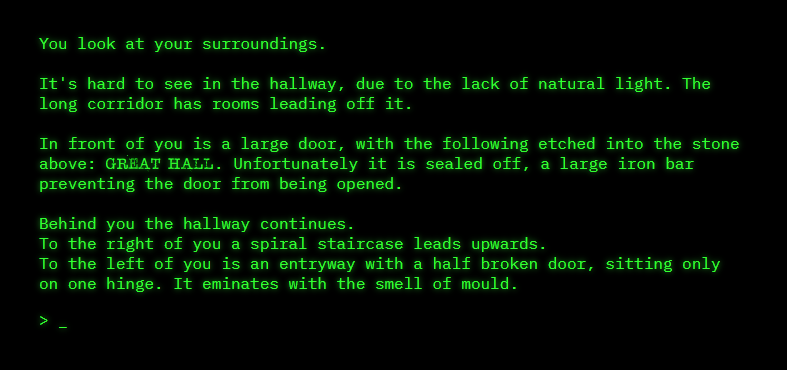 You look at your surroundings.
It's hard to see in the hallway, due to the lack of natural light. The
long corridor has rooms leading off it.
In front of you is a large door, with the following etched into the stone
above: GREAT HALL. Unfortunately it is sealed off, a large iron bar
preventing the door from being opened.
Behind you the hallway continues.
To the right of you a spiral staircase leads upwards.
To the left of you is an entryway with a half broken door, sitting only
on one hinge. It eminates with the smell of mould.
> _